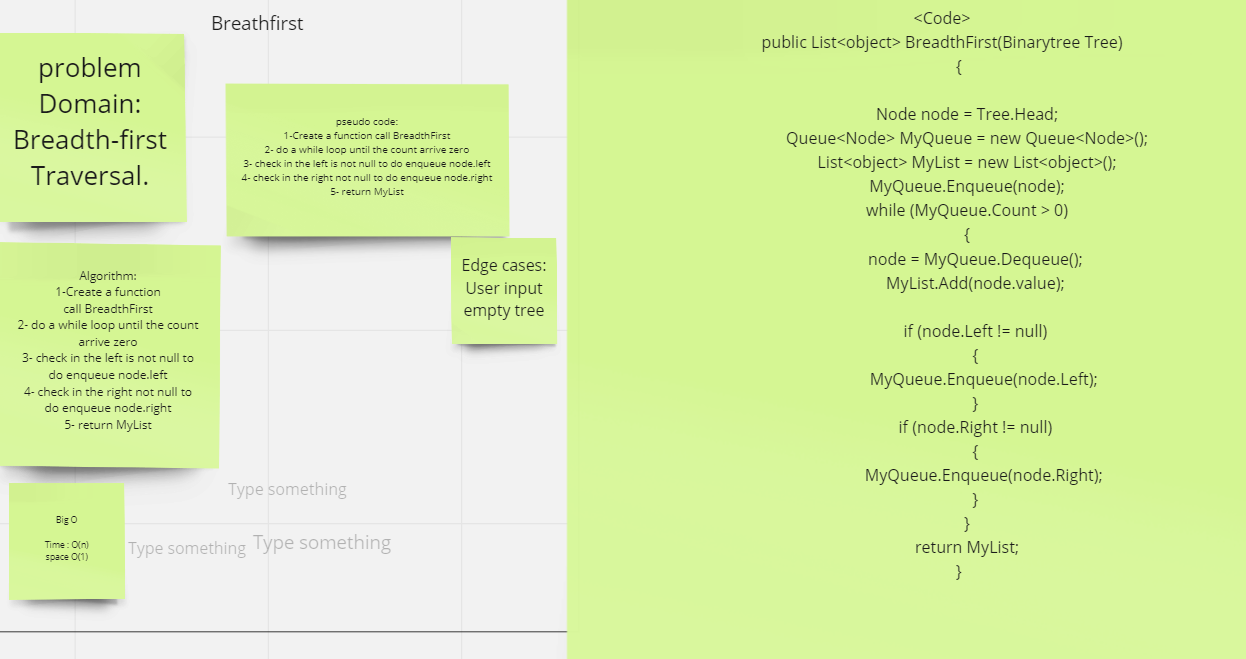 Breathfirst
problem
Domain:
Breadth-first
Traversal.
pseudo code:
1-Create a function call BreadthFirst
2- do a while loop until the count arrive zero
3- check in the left is not null to do enqueue node.left
4- check in the right not null to do enqueue node.right
5- return MyList
Edge cases:
User input
empty tree
Algorithm:
1-Create a function
call BreadthFirst
2- do a while loop until the count
arrive zero
3- check in the left is not null to
do enqueue node.left
4- check in the right not null to
do enqueue node.right
5- return MyList
Big O
Time : O(n)
space O(1)
Type something
Type something
Type something
<Code>
public List<object> BreadthFirst(Binarytree Tree)
{
Node node = Tree.Head;
Queue<Node> MyQueue = new Queue<Node>();
List<object> MyList = new List<object>();
MyQueue.Enqueue(node);
while (MyQueue.Count > 0)
{
node = MyQueue.Dequeue();
MyList.Add(node.value);
if (node.Left != null)
{
MyQueue.Enqueue(node.Left);
}
if (node.Right != null)
{
MyQueue.Enqueue(node.Right);
}
}
return MyList;
}